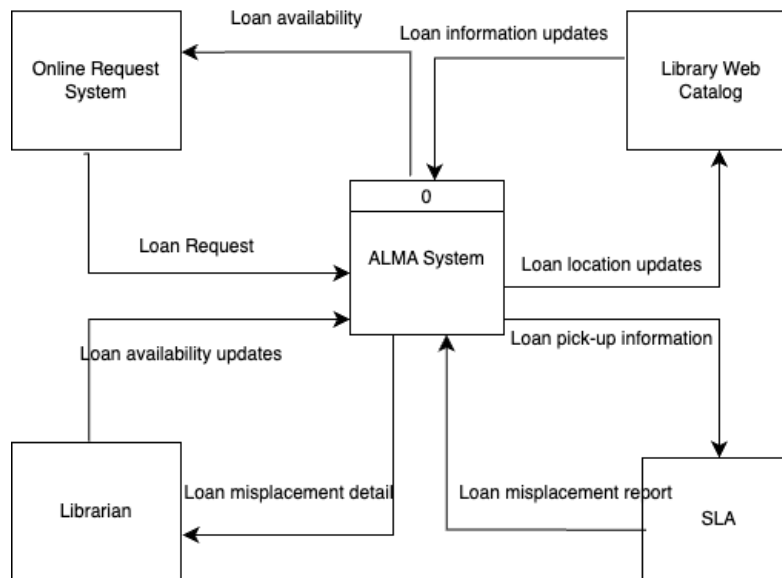 Loan availability
Loan information updates
Online Request
System
Library Web
Catalog
0
Loan Request
ALMA System
Loan location updates
Loan availability updates
Loan pick-up information
Librarian
Loan misplacement detail
Loan misplacement report
SLA